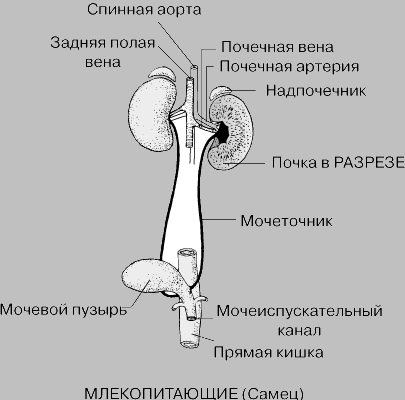 Спинная аорта
Задняя полая
вена
Почечная вена
Почечная артерия
Надпочечник
Почка в РАЗРЕЗЕ
Мочеточник
Мочевой пузырь
Мочеиспускательный
канал
Прямая кишка
МЛЕКОПИТАЮЩИЕ (Самец)